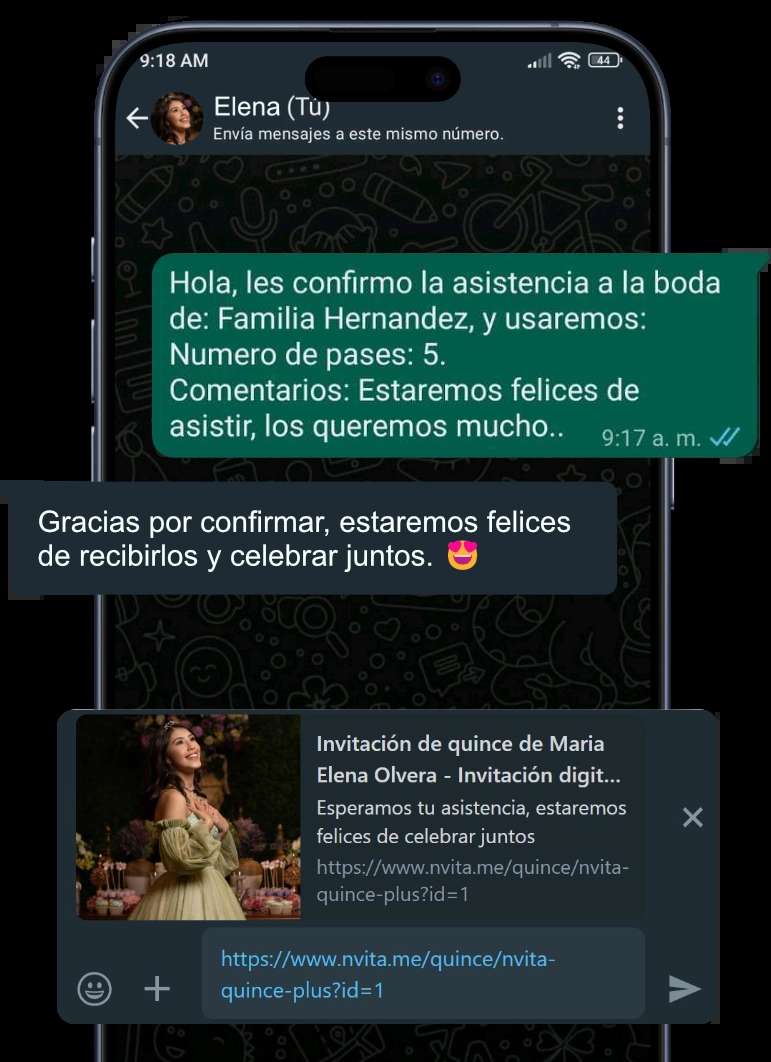 9:18 AM
44
Elena (Tú)
Envía mensajes a este mismo número.
Hola, les confirmo la asistencia a la boda
de: Familia Hernandez, y usaremos:
Numero de pases: 5.
Comentarios: Estaremos felices de
asistir, los queremos mucho..
9:17 a. m.
Gracias por confirmar, estaremos felices
de recibirlos y celebrar juntos. 😍
Invitación de quince de Maria
Elena Olvera - Invitación digit...
Esperamos tu asistencia, estaremos
felices de celebrar juntos
https://www.nvita.me/quince/nvita-
quince-plus?id=1
https://www.nvita.me/quince/nvita-
quince-plus?id=1